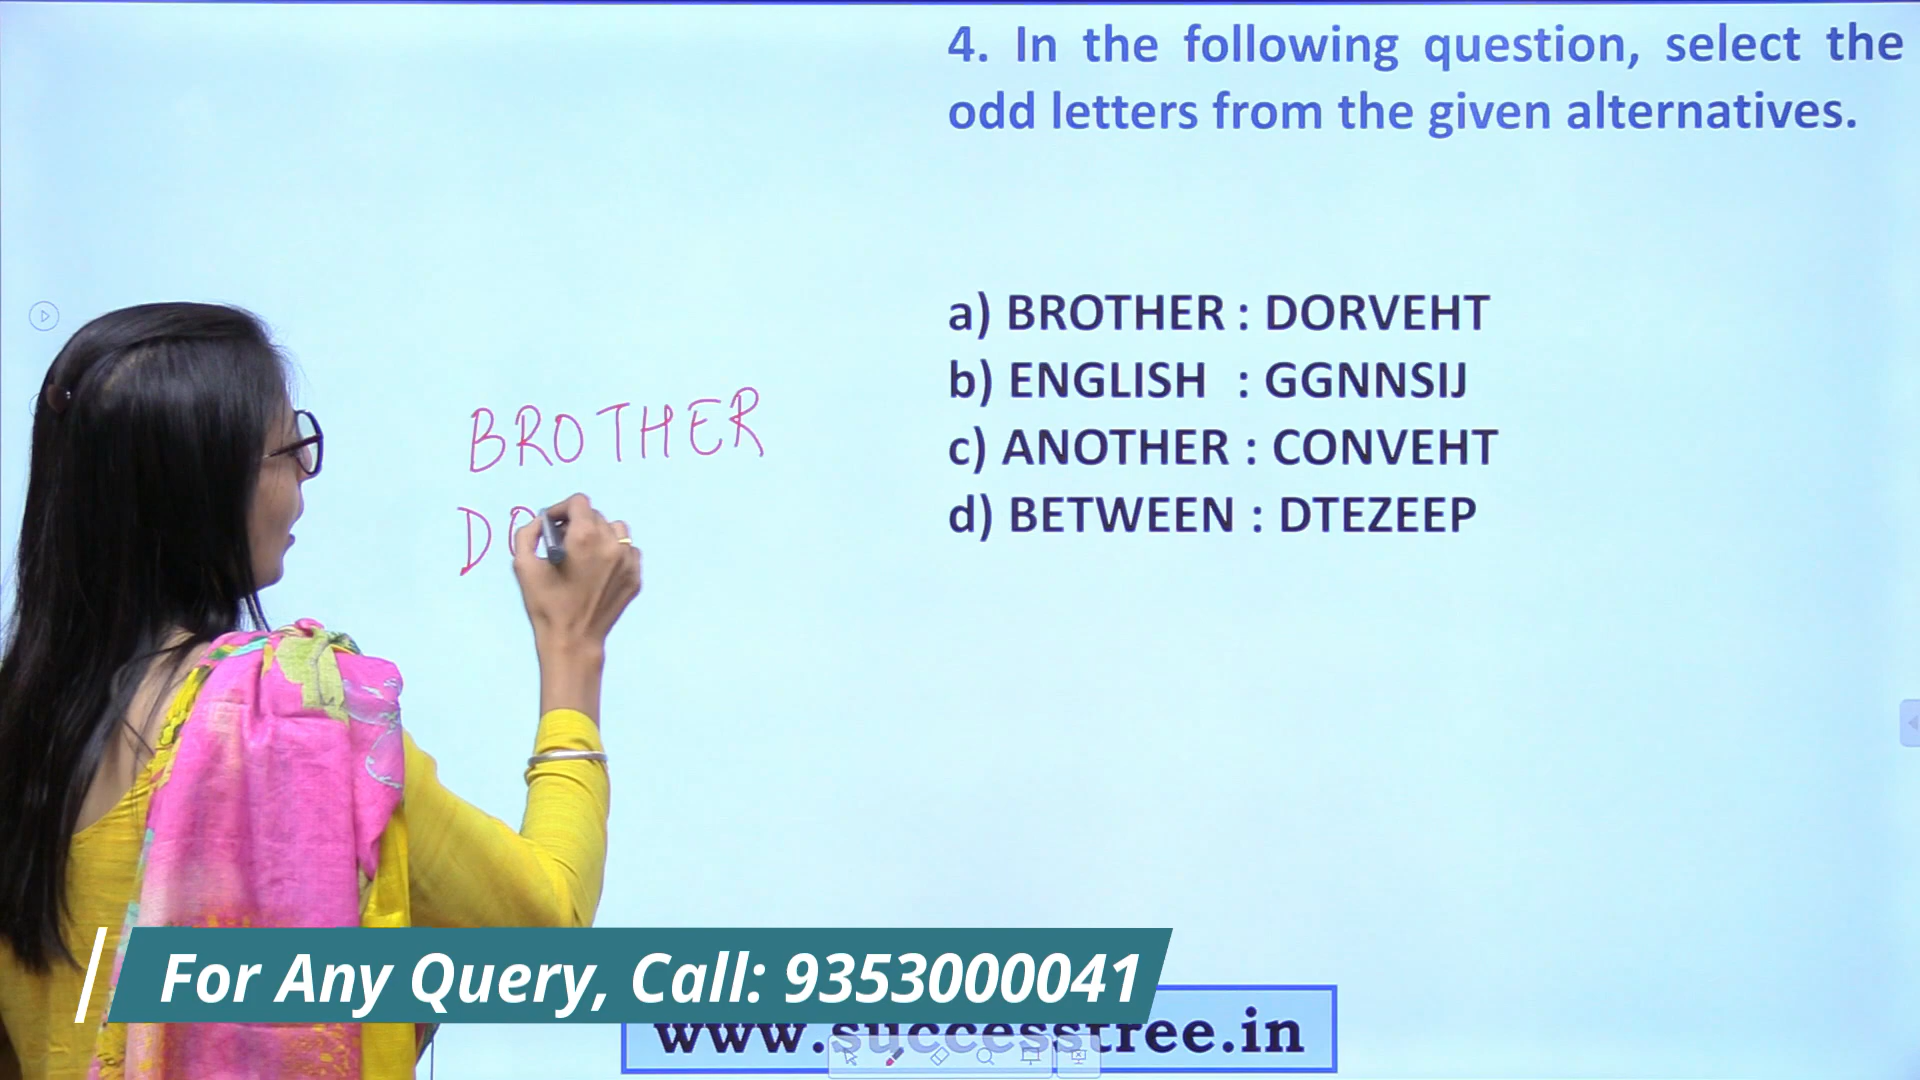 4. In the following question, select the
odd letters from the given alternatives.
a) BROTHER : DORVEHT
b) ENGLISH : GGNNSIJ
c) ANOTHER : CONVEHT
d) BETWEEN : DTEZEEP
BROTHER
DO
For Any Query, Call: 9353000041
www.successtree.in